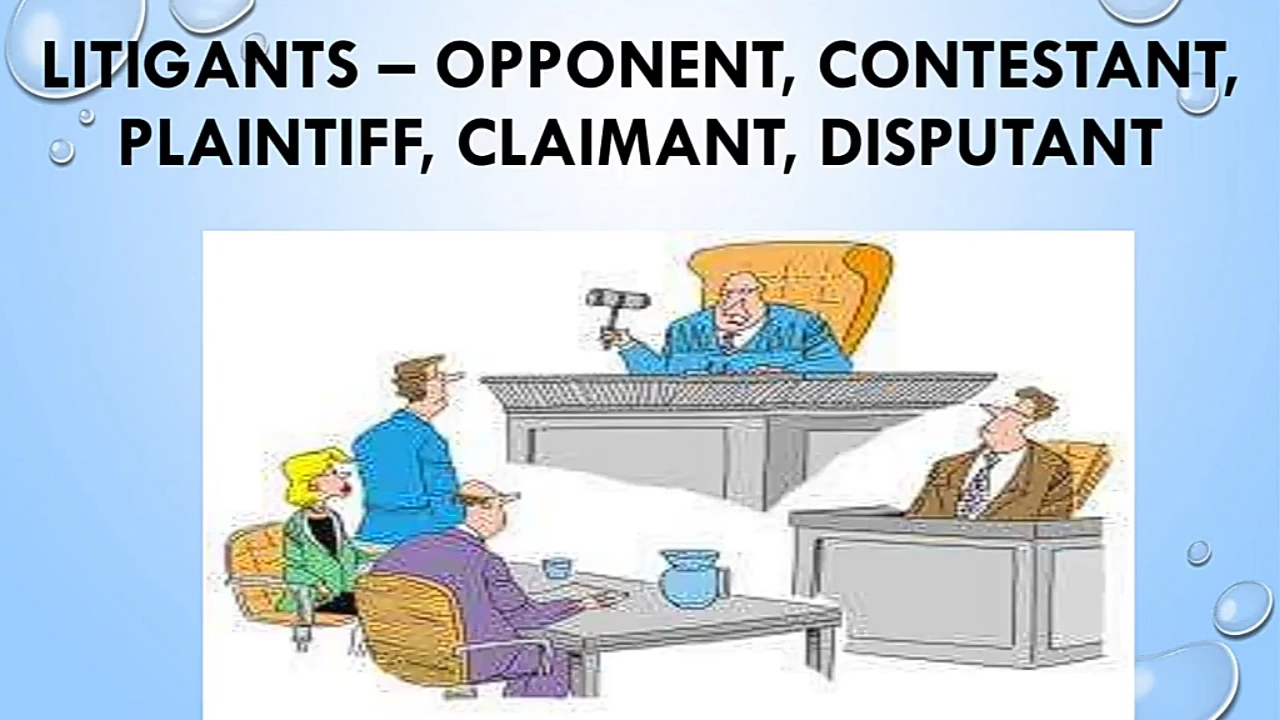 LITIGANTS – OPPONENT, CONTESTANT,
PLAINTIFF, CLAIMANT, DISPUTANT